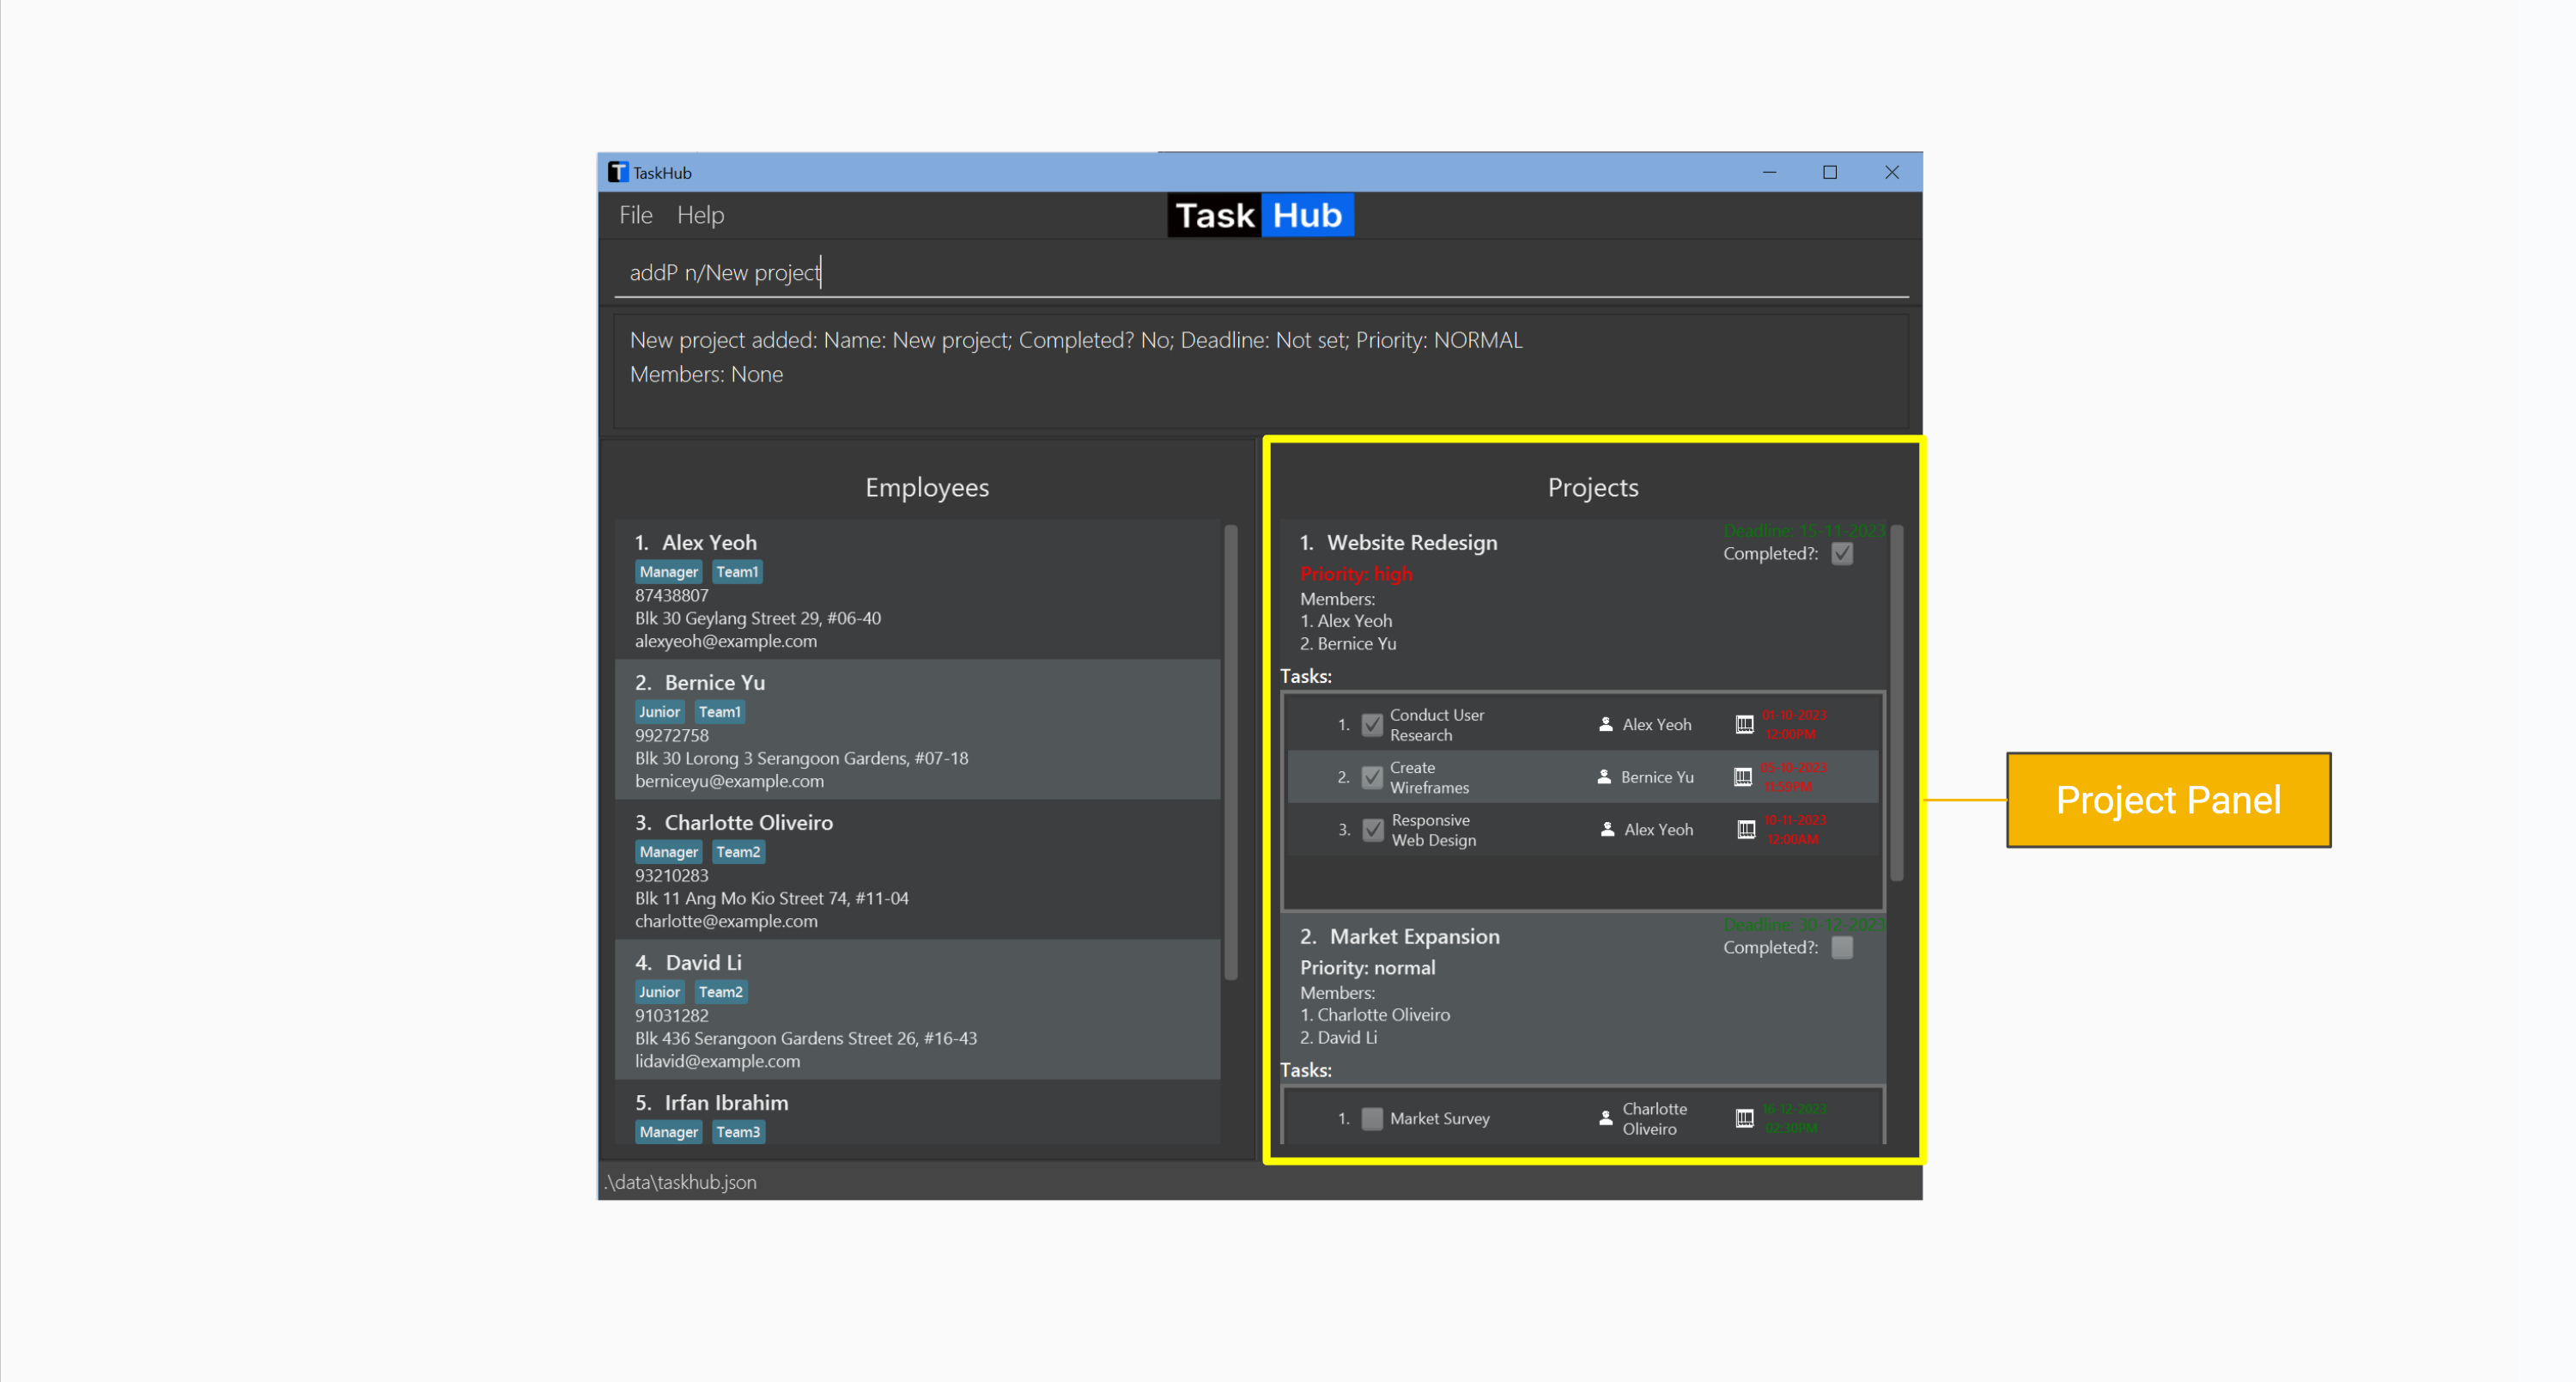 TaskHub
File Help
Task Hub
addP n/New project
New project added: Name: New project; Completed? No; Deadline: Not set; Priority: NORMAL
Members: None
Employees
1. Alex Yeoh
Manager Team1
87438807
Blk 30 Geylang Street 29, #06-40
alexyeoh@example.com
2. Bernice Yu
Junior Team1
99272758
Blk 30 Lorong 3 Serangoon Gardens, #07-18
berniceyu@example.com
3. Charlotte Oliveiro
Manager Team2
93210283
Blk 11 Ang Mo Kio Street 74, #11-04
charlotte@example.com
4. David Li
Junior Team2
91031282
Blk 436 Serangoon Gardens Street 26, #16-43
lidavid@example.com
5. Irfan Ibrahim
Manager Team3
Projects
Deadline: 15-11-2023
1. Website Redesign
Completed?:
Priority: high
Members:
1. Alex Yeoh
2. Bernice Yu
Tasks:
1. Conduct User
Research
Alex Yeoh
01-10-2023
12:00PM
2. Create
Wireframes
Bernice Yu
05-10-2023
11:59PM
3. Responsive
Web Design
Alex Yeoh
10-11-2023
12:00AM
Deadline: 30-12-2023
2. Market Expansion
Completed?:
Priority: normal
Members:
1. Charlotte Oliveiro
2. David Li
Tasks:
1. Market Survey
Charlotte
Oliveiro
16-12-2023
02:30PM
.\data\taskhub.json
Project Panel